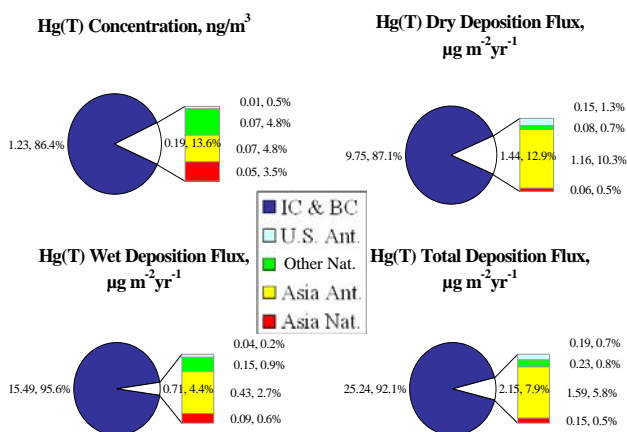 Hg(T) Concentration, ng/m³
1.23, 86.4%
0.19, 13.6%
0.01, 0.5%
0.07, 4.8%
0.07, 4.8%
0.05, 3.5%
Hg(T) Dry Deposition Flux,
µg m⁻²yr⁻¹
9.75, 87.1%
1.44, 12.9%
0.15, 1.3%
0.08, 0.7%
1.16, 10.3%
0.06, 0.5%
IC & BC
U.S. Ant.
Other Nat.
Asia Ant.
Asia Nat.
Hg(T) Wet Deposition Flux,
µg m⁻²yr⁻¹
15.49, 95.6%
0.71, 4.4%
0.04, 0.2%
0.15, 0.9%
0.43, 2.7%
0.09, 0.6%
Hg(T) Total Deposition Flux,
µg m⁻²yr⁻¹
25.24, 92.1%
2.15, 7.9%
0.19, 0.7%
0.23, 0.8%
1.59, 5.8%
0.15, 0.5%